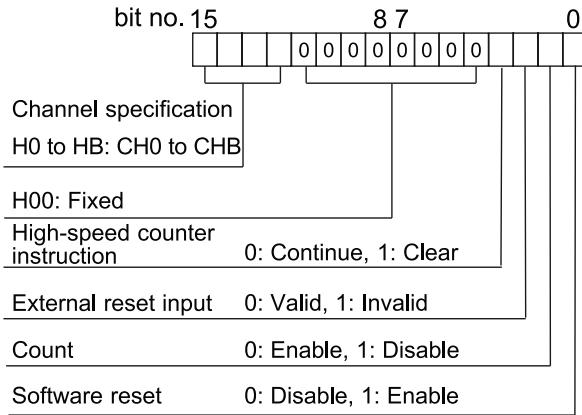 bit no. 15 8 7 0
0 0 0 0 0 0 0 0
Channel specification
H0 to HB: CH0 to CHB
H00: Fixed
High-speed counter
instruction 0: Continue, 1: Clear
External reset input 0: Valid, 1: Invalid
Count 0: Enable, 1: Disable
Software reset 0: Disable, 1: Enable